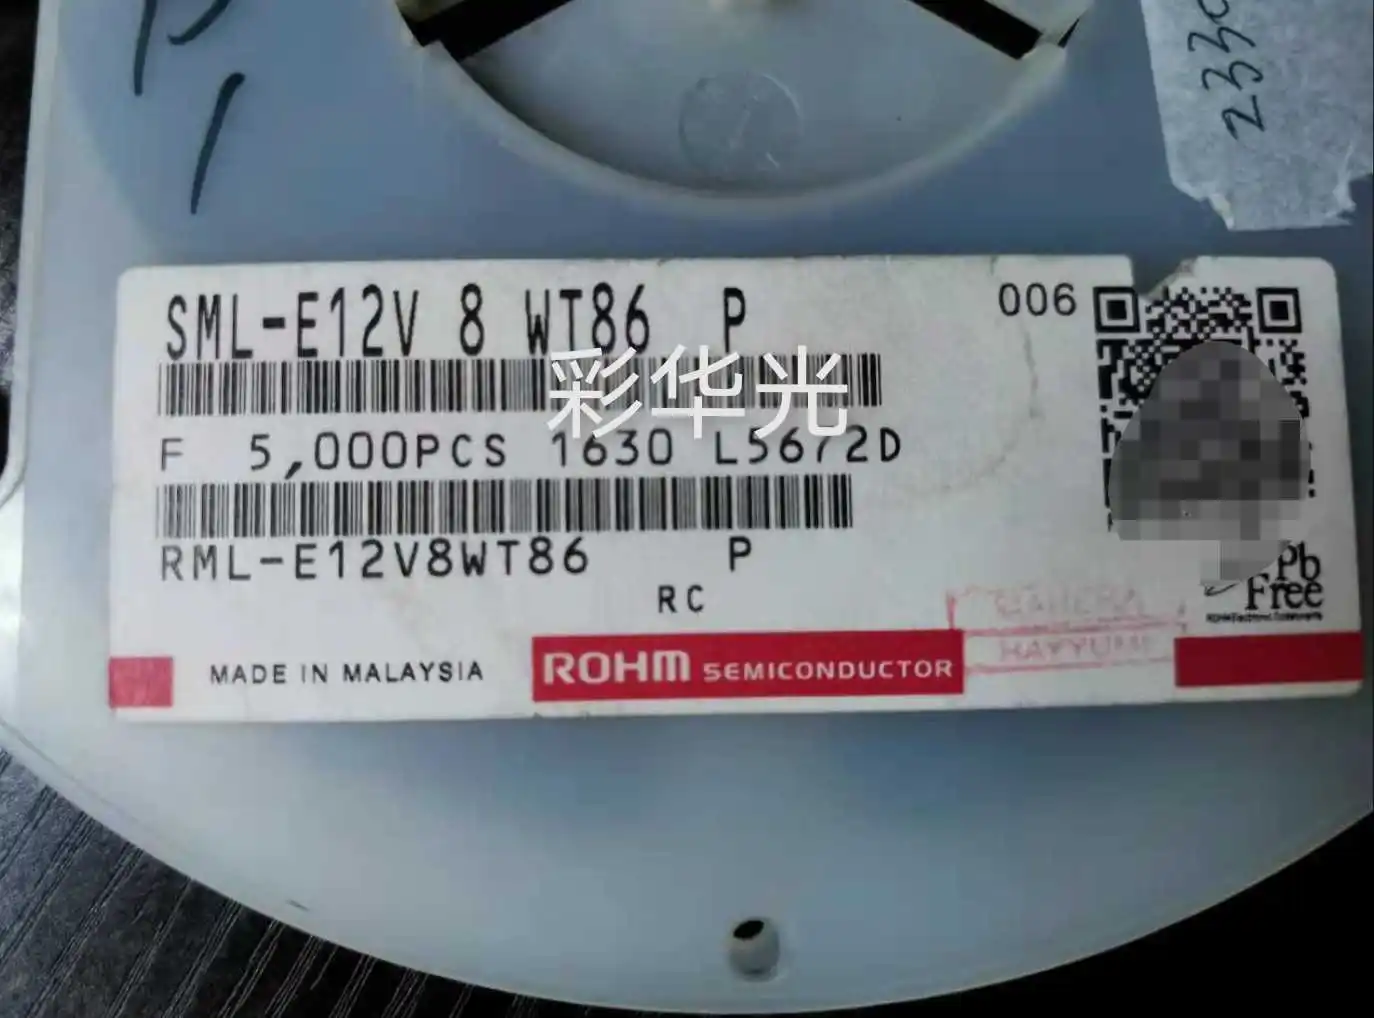 2330
SML-E12V 8 WT86 P
006
彩华光
F 5,000PCS 1630 L5672D
RML-E12V8WT86 P
RC
Pb
Free
MADE IN MALAYSIA
ROHM SEMICONDUCTOR